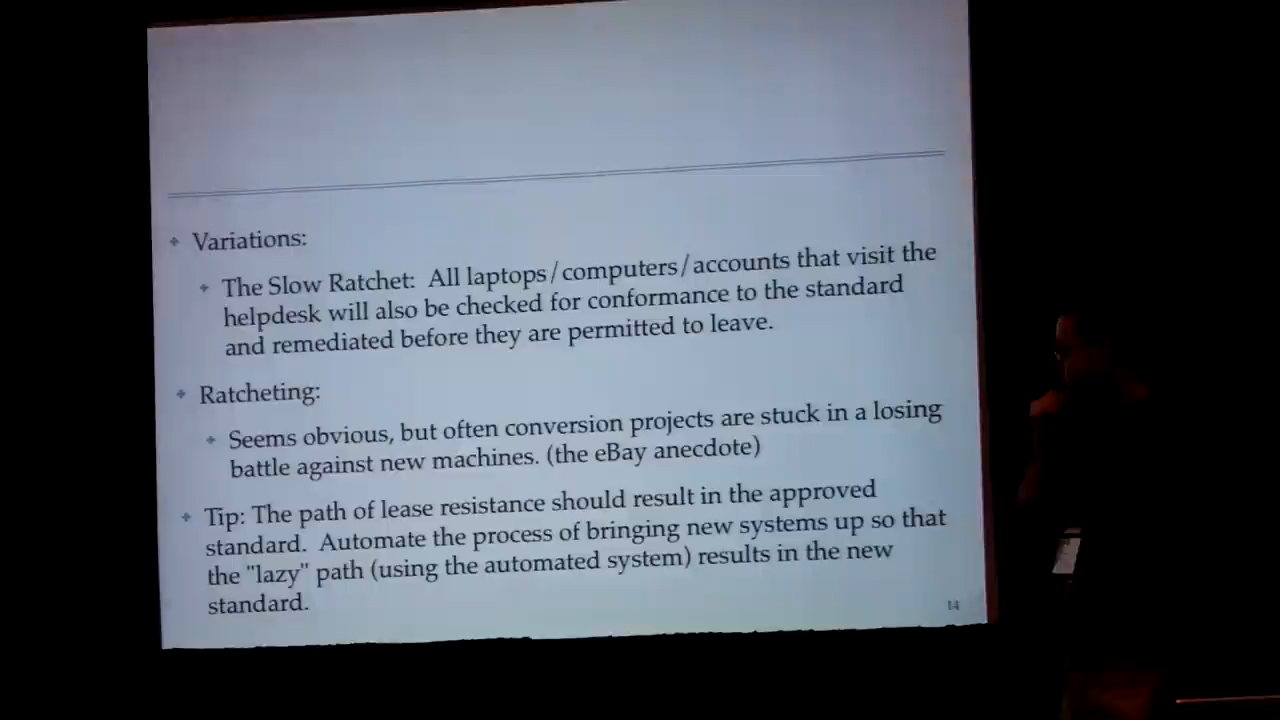 Variations:
The Slow Ratchet: All laptops/computers/accounts that visit the
helpdesk will also be checked for conformance to the standard
and remediated before they are permitted to leave.
Ratcheting:
Seems obvious, but often conversion projects are stuck in a losing
battle against new machines. (the eBay anecdote)
Tip: The path of lease resistance should result in the approved
standard. Automate the process of bringing new systems up so that
the "lazy" path (using the automated system) results in the new
standard.
14